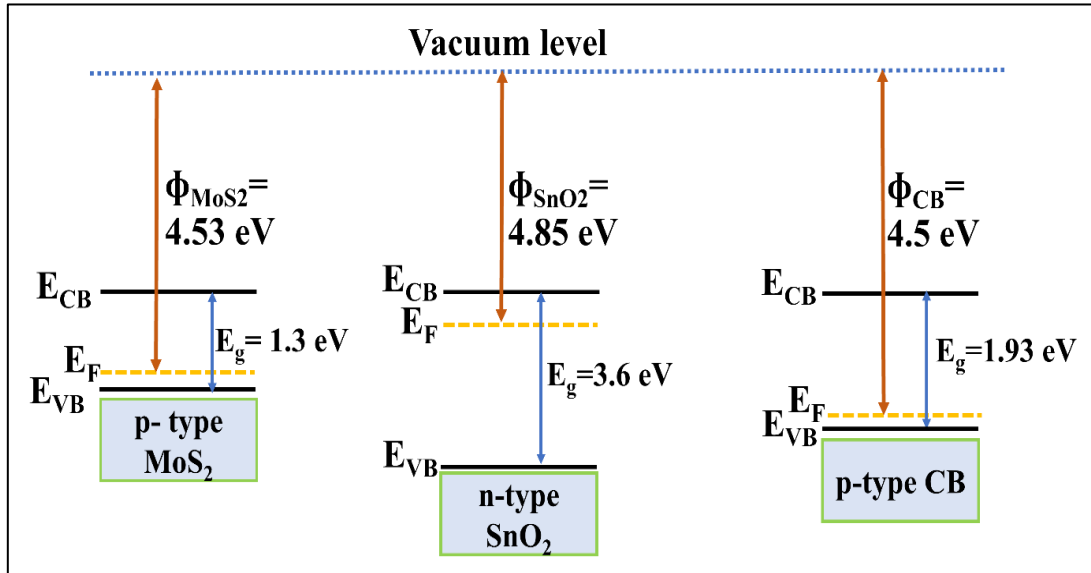 Vacuum level
ϕMoS2=
4.53 eV
ECB
Eg= 1.3 eV
EF
EVB
p- type
MoS2
ϕSnO2=
4.85 eV
ECB
EF
Eg=3.6 eV
EVB
n-type
SnO2
ϕCB=
4.5 eV
ECB
Eg=1.93 eV
EF
EVB
p-type CB